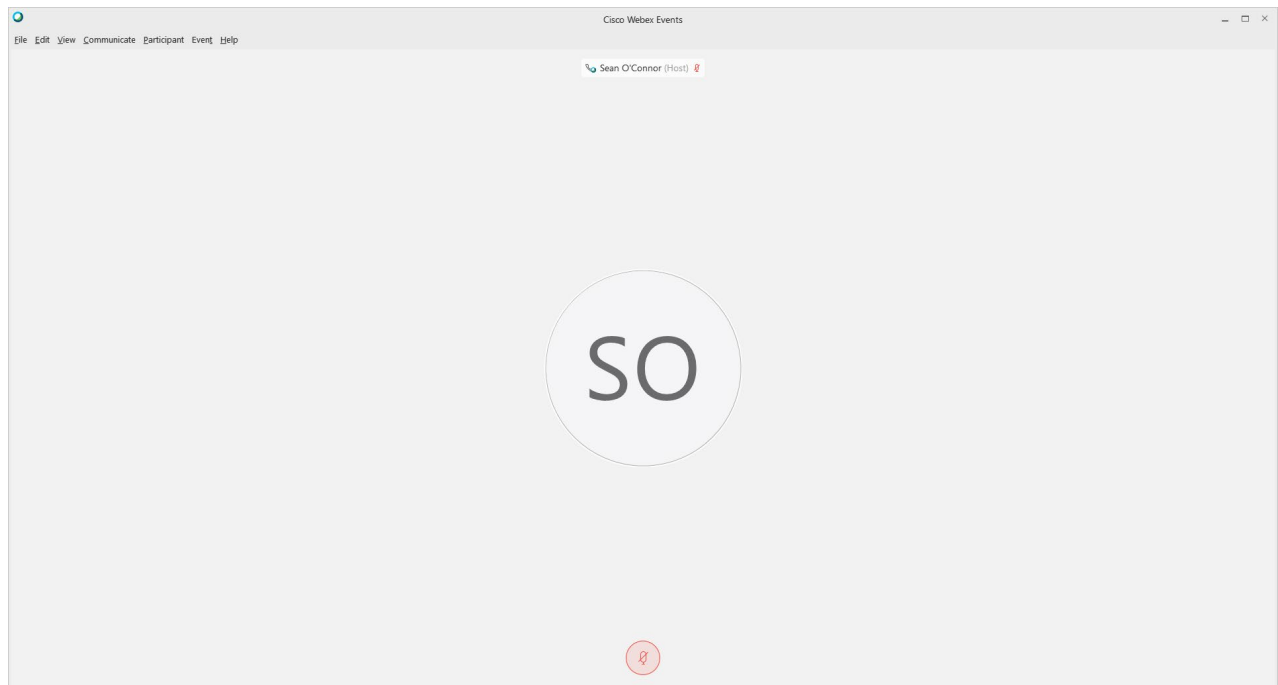 Cisco Webex Events
File Edit View Communicate Participant Event Help
Sean O'Connor (Host)
SO